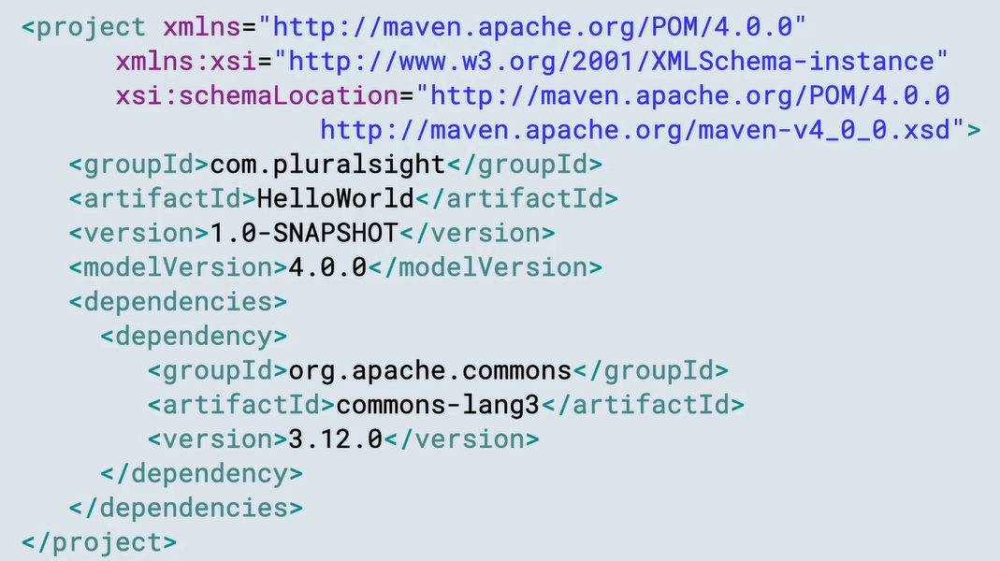 <project xmlns="http://maven.apache.org/POM/4.0.0"
xmlns:xsi="http://www.w3.org/2001/XMLSchema-instance"
xsi:schemaLocation="http://maven.apache.org/POM/4.0.0
http://maven.apache.org/maven-v4_0_0.xsd">
<groupId>com.pluralsight</groupId>
<artifactId>HelloWorld</artifactId>
<version>1.0-SNAPSHOT</version>
<modelVersion>4.0.0</modelVersion>
<dependencies>
<dependency>
<groupId>org.apache.commons</groupId>
<artifactId>commons-lang3</artifactId>
<version>3.12.0</version>
</dependency>
</dependencies>
</project>